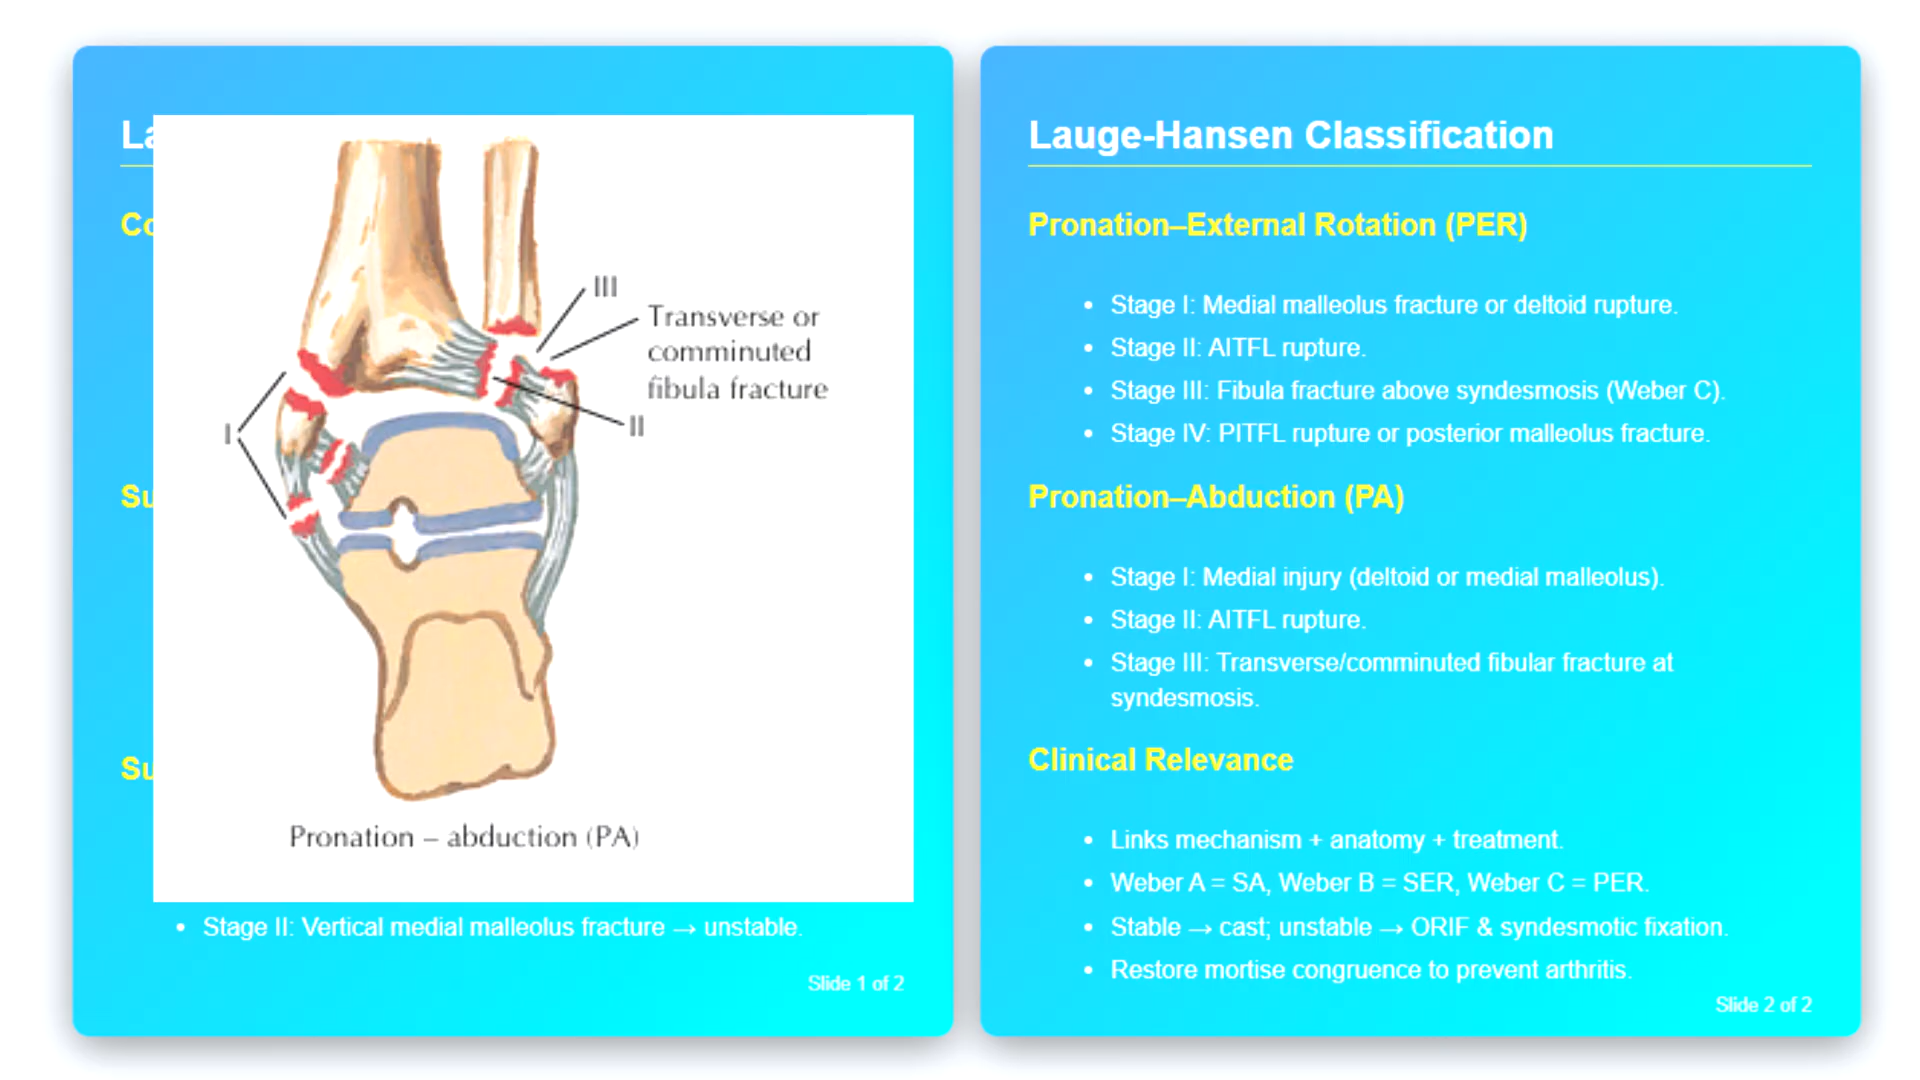 III
Transverse or
comminuted
fibula fracture
I
II
Pronation – abduction (PA)
• Stage II: Vertical medial malleolus fracture → unstable.
Slide 1 of 2
Lauge-Hansen Classification
Pronation–External Rotation (PER)
• Stage I: Medial malleolus fracture or deltoid rupture.
• Stage II: AITFL rupture.
• Stage III: Fibula fracture above syndesmosis (Weber C).
• Stage IV: PITFL rupture or posterior malleolus fracture.
Pronation–Abduction (PA)
• Stage I: Medial injury (deltoid or medial malleolus).
• Stage II: AITFL rupture.
• Stage III: Transverse/comminuted fibular fracture at
syndesmosis.
Clinical Relevance
• Links mechanism + anatomy + treatment.
• Weber A = SA, Weber B = SER, Weber C = PER.
• Stable → cast; unstable → ORIF & syndesmotic fixation.
• Restore mortise congruence to prevent arthritis.
Slide 2 of 2